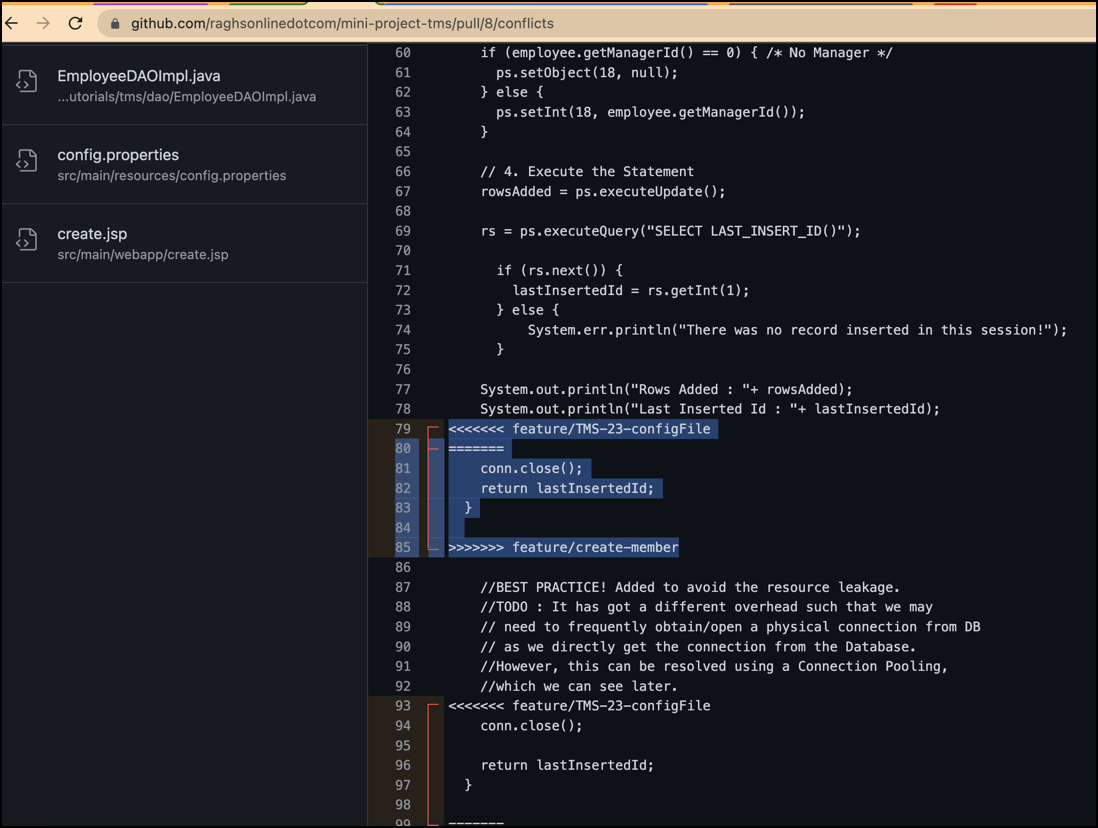 github.com/raghsonlinedotcom/mini-project-tms/pull/8/conflicts
EmployeeDAOImpl.java
...utorials/tms/dao/EmployeeDAOImpl.java
config.properties
src/main/resources/config.properties
create.jsp
src/main/webapp/create.jsp
60 if (employee.getManagerId() == 0) { /* No Manager */
61 ps.setObject(18, null);
62 } else {
63 ps.setInt(18, employee.getManagerId());
64 }
65
66 // 4. Execute the Statement
67 rowsAdded = ps.executeUpdate();
68
69 rs = ps.executeQuery("SELECT LAST_INSERT_ID()");
70
71 if (rs.next()) {
72 lastInsertedId = rs.getInt(1);
73 } else {
74 System.err.println("There was no record inserted in this session!");
75 }
76
77 System.out.println("Rows Added : "+ rowsAdded);
78 System.out.println("Last Inserted Id : "+ lastInsertedId);
79 <<<<<<< feature/TMS-23-configFile
80 =======
81 conn.close();
82 return lastInsertedId;
83 }
84
85 >>>>>>> feature/create-member
86
87 //BEST PRACTICE! Added to avoid the resource leakage.
88 //TODO : It has got a different overhead such that we may
89 // need to frequently obtain/open a physical connection from DB
90 // as we directly get the connection from the Database.
91 //However, this can be resolved using a Connection Pooling,
92 //which we can see later.
93 <<<<<<< feature/TMS-23-configFile
94 conn.close();
95
96 return lastInsertedId;
97 }
98
99 =======